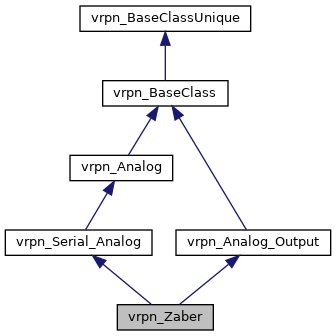 vrpn_BaseClassUnique
vrpn_BaseClass
vrpn_Analog
vrpn_Serial_Analog
vrpn_Analog_Output
vrpn_Zaber